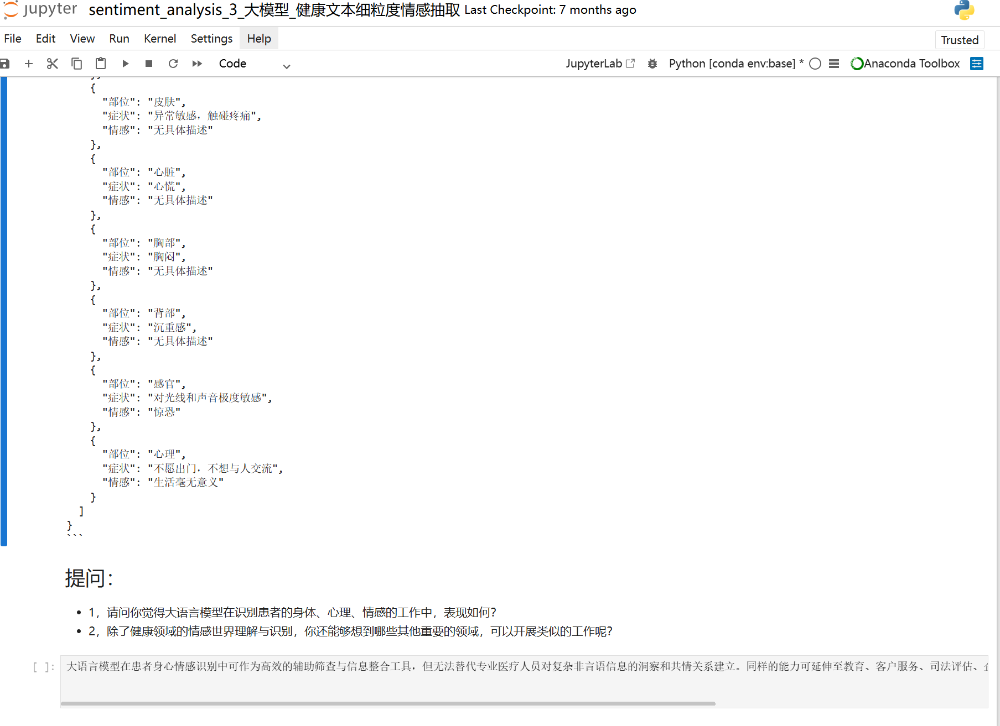 jupyter sentiment_analysis_3_大模型_健康文本细粒度情感抽取 Last Checkpoint: 7 months ago
File Edit View Run Kernel Settings Help Trusted
Code JupyterLab Python [conda env:base] * Anaconda Toolbox
},
{
"部位": "皮肤",
"症状": "异常敏感，触碰疼痛",
"情感": "无具体描述"
},
{
"部位": "心脏",
"症状": "心慌",
"情感": "无具体描述"
},
{
"部位": "胸部",
"症状": "胸闷",
"情感": "无具体描述"
},
{
"部位": "背部",
"症状": "沉重感",
"情感": "无具体描述"
},
{
"部位": "感官",
"症状": "对光线和声音极度敏感",
"情感": "惊恐"
},
{
"部位": "心理",
"症状": "不愿出门，不想与人交流",
"情感": "生活毫无意义"
}
]
}
```
提问：
• 1，请问你觉得大语言模型在识别患者的身体、心理、情感的工作中，表现如何？
• 2，除了健康领域的情感世界理解与识别，你还能够想到哪些其他重要的领域，可以开展类似的工作呢？
[ ]: 大语言模型在患者身心情感识别中可作为高效的辅助筛查与信息整合工具，但无法替代专业医疗人员对复杂非言语信息的洞察和共情关系建立。同样的能力可延伸至教育、客户服务、司法评估、